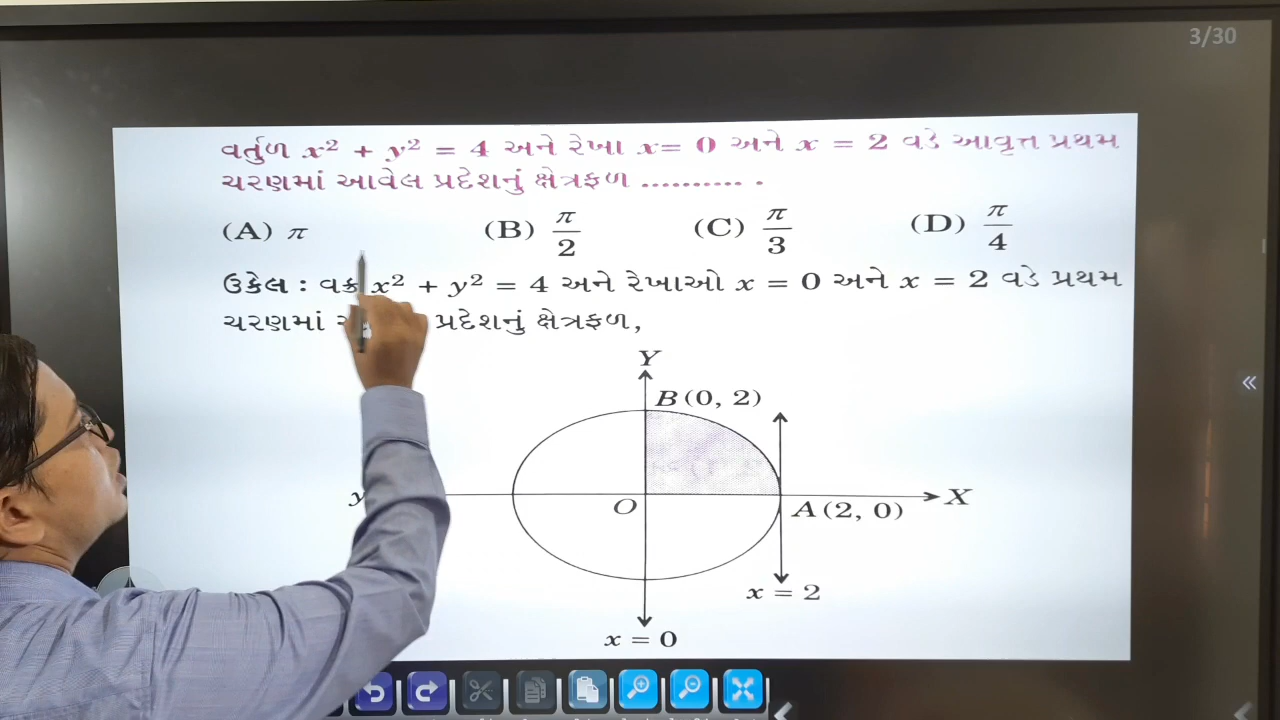 3/30
વર્તુળ x² + y² = 4 અને રેખા x= 0 અને x = 2 વડે આવૃત્ત પ્રથમ
ચરણમાં આવેલ પ્રદેશનું ક્ષેત્રફળ .......... .
(A) π (B) π/2 (C) π/3 (D) π/4
ઉકેલ : વક્ર x² + y² = 4 અને રેખાઓ x = 0 અને x = 2 વડે પ્રથમ
ચરણમાં પ્રદેશનું ક્ષેત્રફળ,
Y
B (0, 2)
X
O
A (2, 0)
x = 2
x = 0